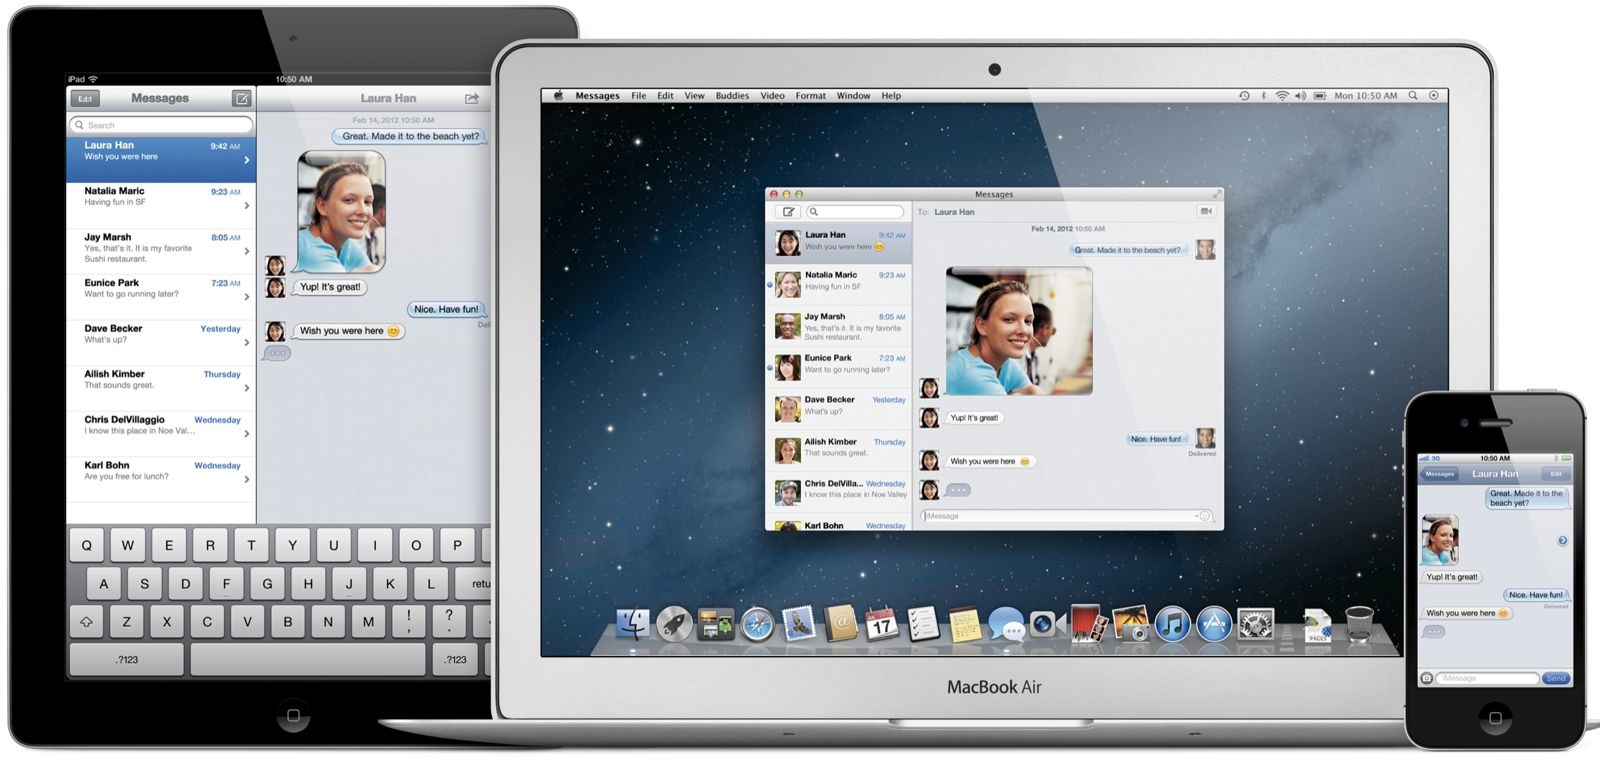 iPad
10:50 AM
Edit
Messages
Laura Han
Search
Feb 14, 2012 10:50 AM
Great. Made it to the beach yet?
Laura Han
9:42 AM
Wish you were here
Natalia Maric
9:23 AM
Having fun in SF
Jay Marsh
8:05 AM
Yes, that's it. It is my favorite
Sushi restaurant.
Eunice Park
7:23 AM
Want to go running later?
Dave Becker
Yesterday
What's up?
Ailish Kimber
Thursday
That sounds great.
Chris DelVillaggio
Wednesday
I know this place in Noe Val...
Karl Bohn
Wednesday
Are you free for lunch?
Yup! It's great!
Nice. Have fun!
Deli
Wish you were here 😊
Q W E R T Y U I O P
A S D F G H J K L retu
Z X C V B N M ! , ? .
.?123 .?123
Messages File Edit View Buddies Video Format Window Help
Mon 10:50 AM
Messages
To: Laura Han
Feb 14, 2012 10:50 AM
Laura Han
9:42 AM
Wish you were here 😊
Natalia Maric
9:23 AM
Having fun in SF
Jay Marsh
8:05 AM
Yes, that's it. It is my favorite
Sushi restaurant.
Eunice Park
7:23 AM
Want to go running later?
Dave Becker
Yesterday
What's up?
Ailish Kimber
Thursday
That sounds great.
Chris DelVilla...
Wednesday
I know this place in Noe Valley
Karl Bohn
Wednesday
Great. Made it to the beach yet?
Yup! It's great!
Nice. Have fun!
Delivered
Wish you were here 😊
iMessage
17
PAGES
MacBook Air
3G
10:50 AM
Messages
Laura Han
Edit
Great. Made it to the
beach yet?
Yup! It's great!
Nice. Have fun!
Delivered
Wish you were here 😊
iMessage
Send